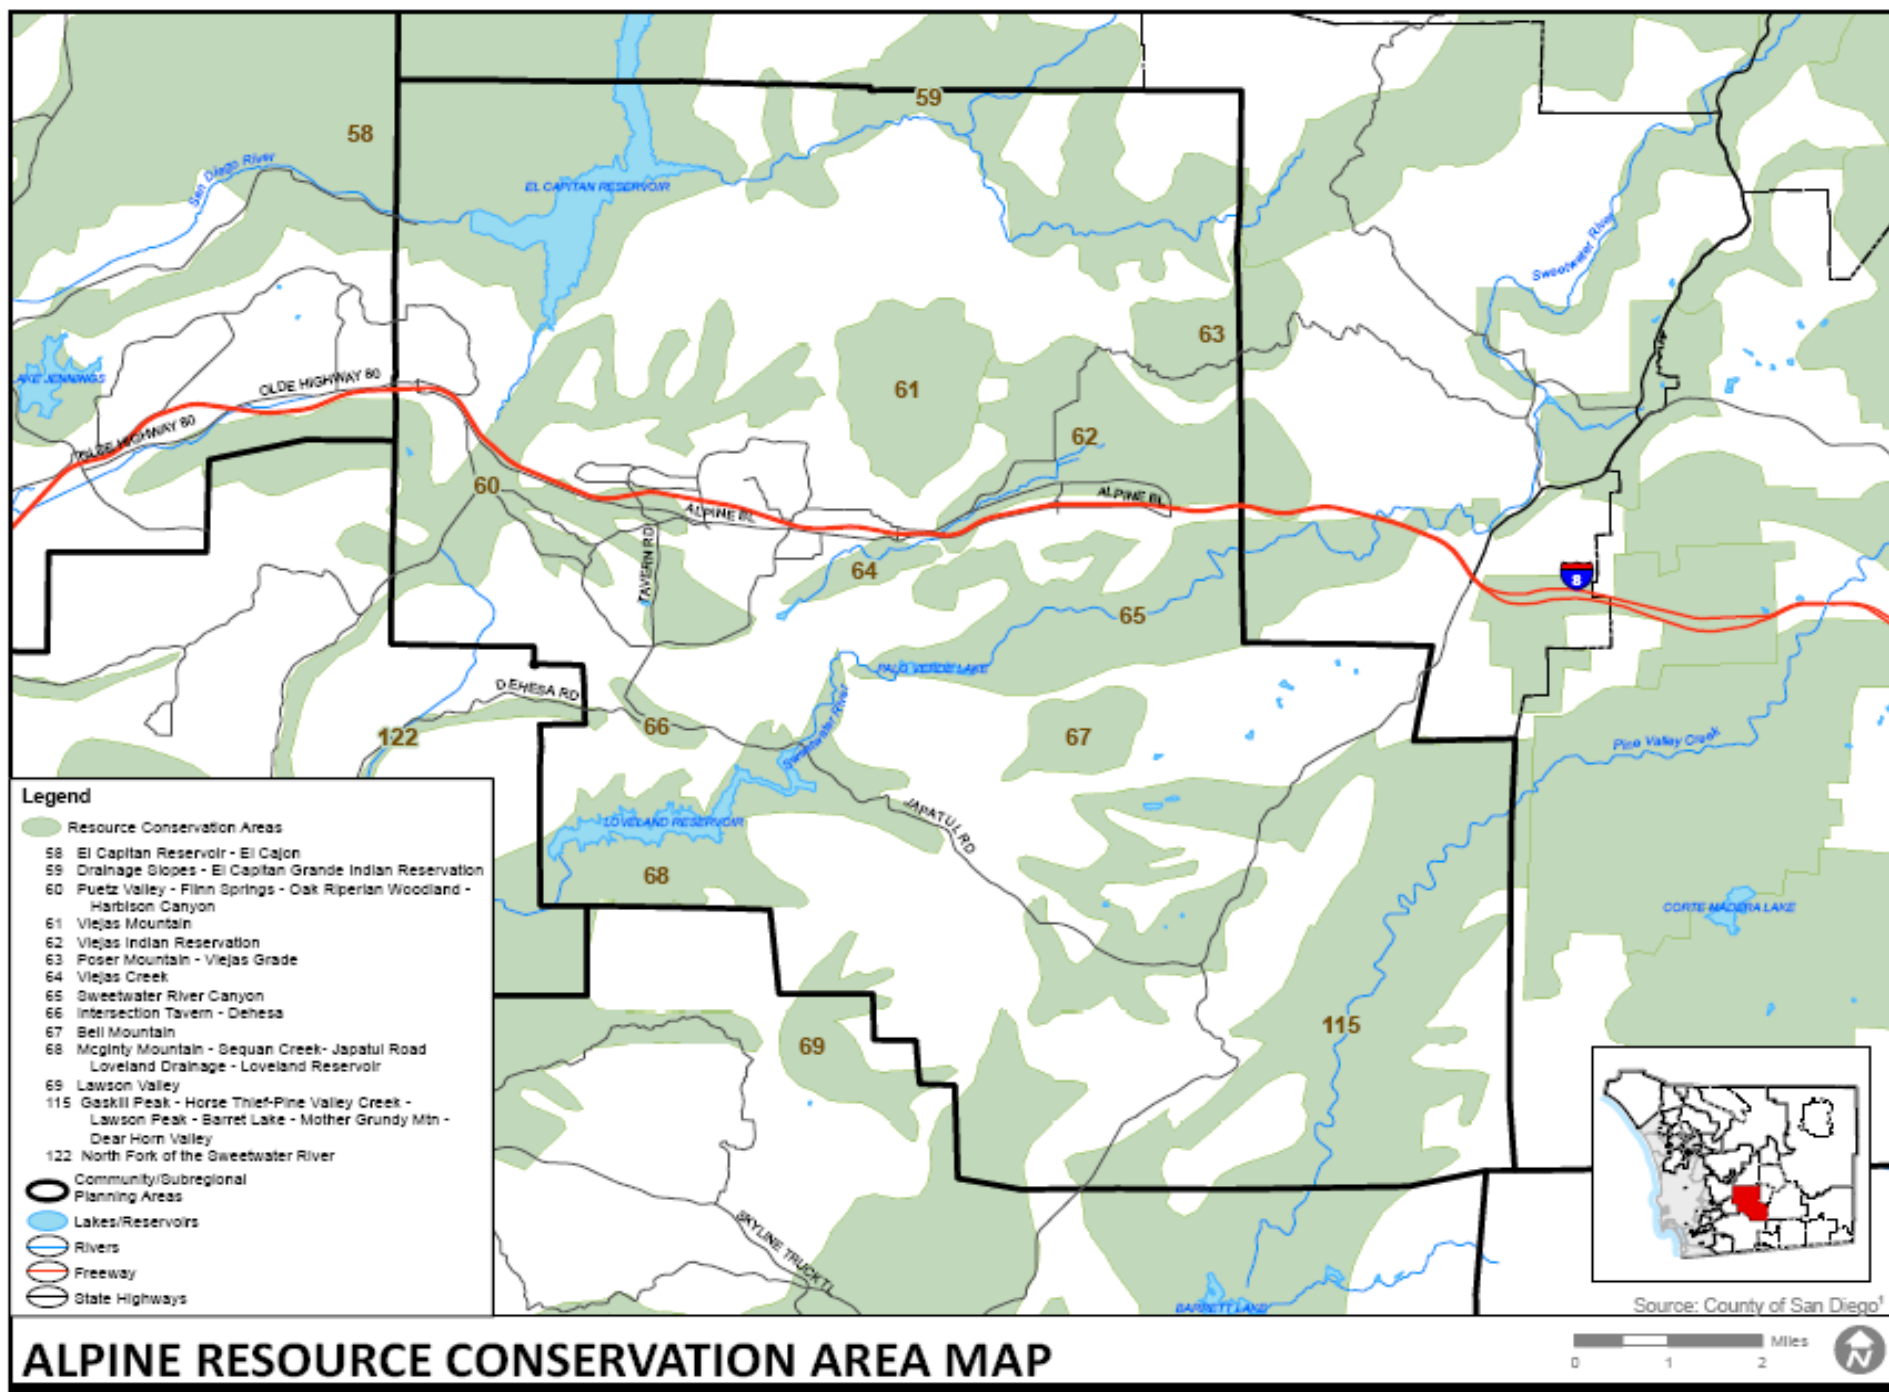 59
58
San Diego River
EL CAPITAN RESERVOIR
Sweetwater River
63
LAKE JENNINGS
OLDE HIGHWAY 80
61
OLDE HIGHWAY 80
62
60
ALPINE BL
ALPINE BL
TAVERN RD
64
8
65
PALO VERDE LAKE
DEHESA RD
Sweetwater River
66
67
122
Pine Valley Creek
LOVELAND RESERVOIR
JAPATUL RD
68
CORTE MADERA LAKE
115
69
SKYLINE TRUCK TL
BARRETT LAKE
Legend
Resource Conservation Areas
58 El Capitan Reservoir - El Cajon
59 Drainage Slopes - El Capitan Grande Indian Reservation
60 Puetz Valley - Flinn Springs - Oak Riperian Woodland -
Harbison Canyon
61 Viejas Mountain
62 Viejas Indian Reservation
63 Poser Mountain - Viejas Grade
64 Viejas Creek
65 Sweetwater River Canyon
66 Intersection Tavern - Dehesa
67 Bell Mountain
68 Mcginty Mountain - Sequan Creek- Japatul Road
Loveland Drainage - Loveland Reservoir
69 Lawson Valley
115 Gaskill Peak - Horse Thief-Pine Valley Creek -
Lawson Peak - Barret Lake - Mother Grundy Mtn -
Dear Horn Valley
122 North Fork of the Sweetwater River
Community/Subregional
Planning Areas
Lakes/Reservoirs
Rivers
Freeway
State Highways
Source: County of San Diego¹
ALPINE RESOURCE CONSERVATION AREA MAP
Miles
0 1 2
N